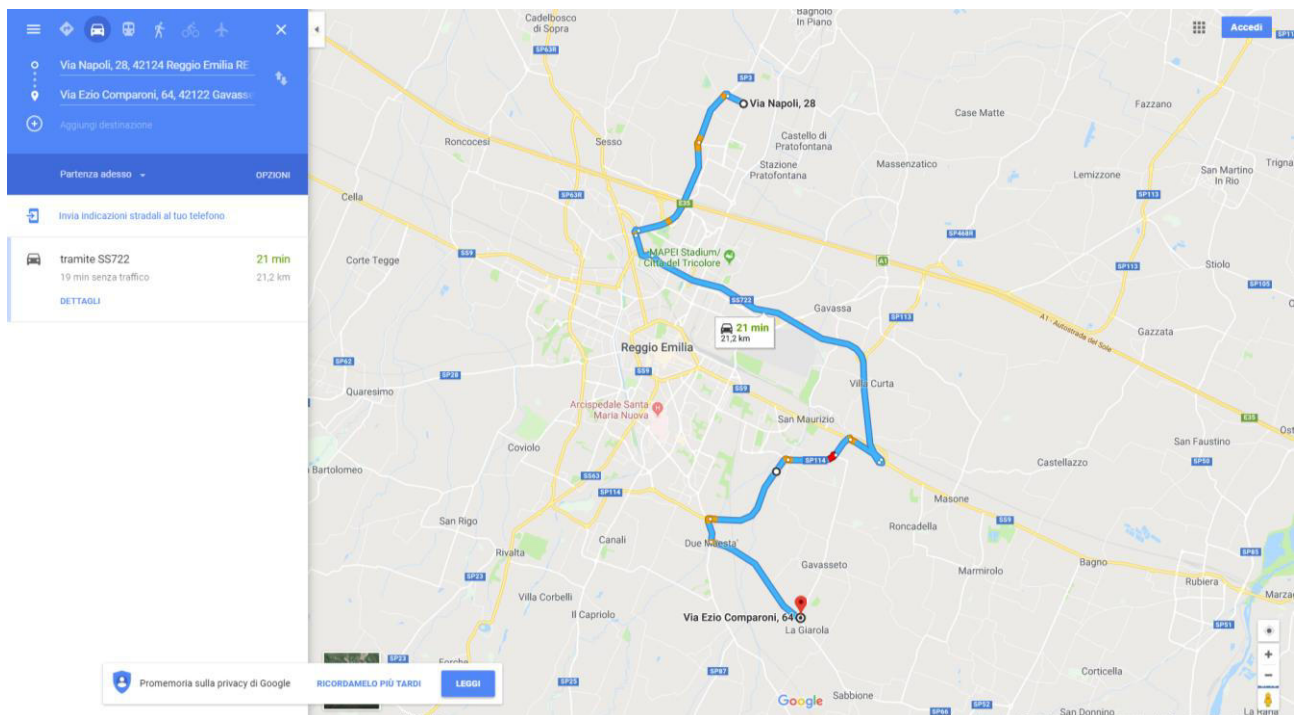 Via Napoli, 28, 42124 Reggio Emilia RE
Via Ezio Comparoni, 64, 42122 Gavass
Aggiungi destinazione
Partenza adesso
OPZIONI
Invia indicazioni stradali al tuo telefono
tramite SS722
21 min
19 min senza traffico
21,2 km
DETTAGLI
Promemoria sulla privacy di Google
RICORDAMELO PIÙ TARDI
LEGGI
Accedi
Cadelbosco
di Sopra
Bagnolo
In Piano
SP63R
SP3
Via Napoli, 28
Case Matte
Fazzano
Roncocesi
Sesso
Castello di
Pratofontana
Stazione
Pratofontana
Massenzatico
Lemizzone
San Martino
In Rio
SP113
Cella
SP63R
E35
SP468R
SS9
MAPEI Stadium/
Città del Tricolore
Corte Tegge
A1
SP113
Stiolo
SP105
SS722
Gavassa
SP113
21 min
21,2 km
A1 - Autostrada del Sole
Gazzata
Reggio Emilia
SP62
SP28
SS9
SS9
Villa Curta
Quaresimo
Arcispedale Santa
Maria Nuova
San Maurizio
E35
Coviolo
San Faustino
Bartolomeo
SP114
Castellazzo
SP50
SS63
SP114
Masone
San Rigo
Roncadella
SS9
Canali
Due Maestà
Rivalta
Gavasseto
Marmirolo
Bagno
SP85
Rubiera
SP23
Villa Corbelli
Il Capriolo
Via Ezio Comparoni, 64
La Giarola
SP51
SP23
SP25
SP87
Corticella
Google
Sabbione
SP66
San Donnino